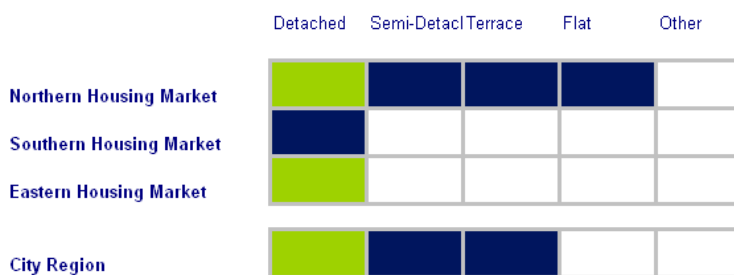 Detached Semi-Detacl Terrace Flat Other
Northern Housing Market
Southern Housing Market
Eastern Housing Market
City Region